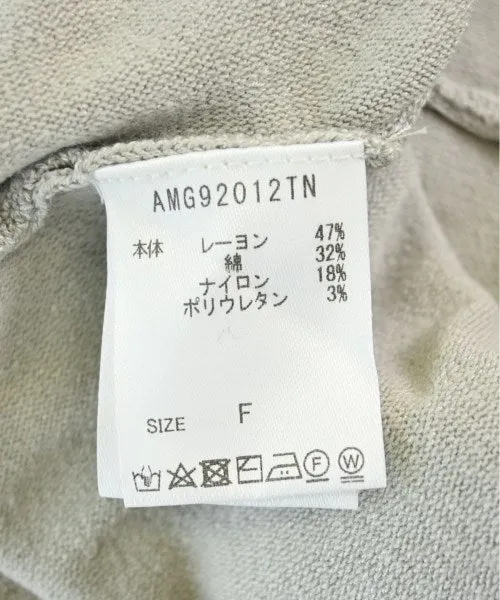 AMG92012TN
本体 レーヨン 47%
綿 32%
ナイロン 18%
ポリウレタン 3%
SIZE F
F W